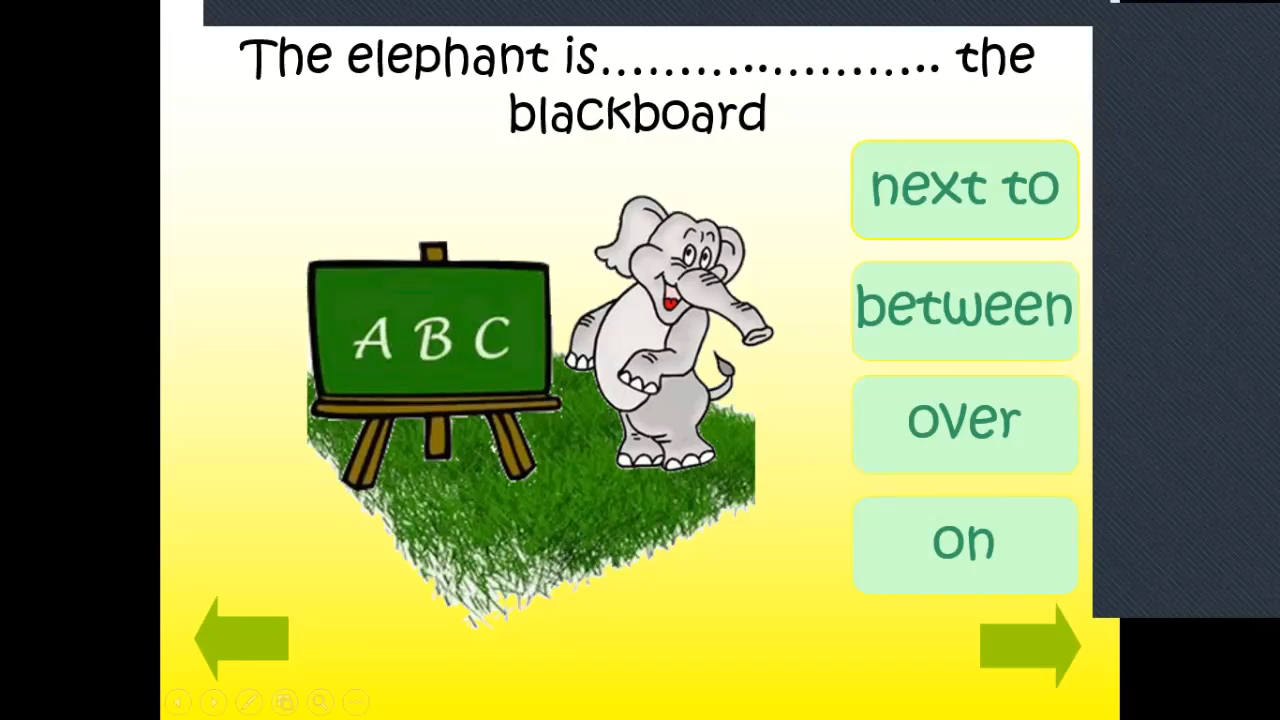 The elephant is………..……….. the
blackboard
next to
A B C
between
over
on